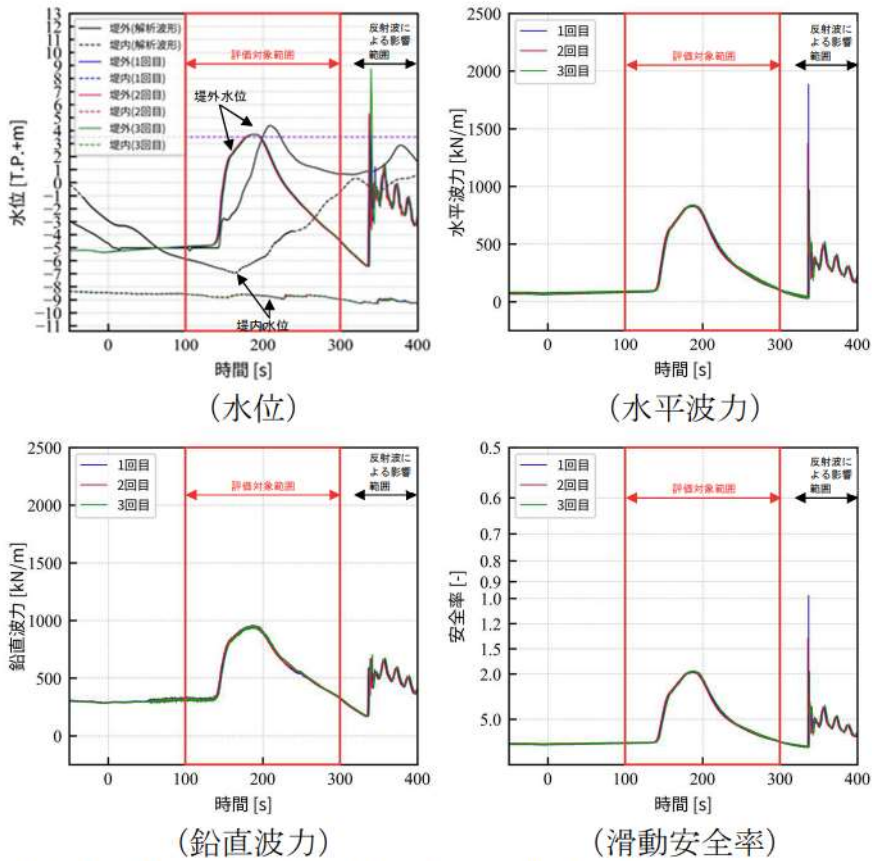 13
12
11
10
9
8
7
6
5
4
3
2
1
0
−0
−1
−2
−3
−4
−5
−6
−7
−8
−9
−10
−11
水位 [T.P.+m]
堤外(解析波形)
堤内(解析波形)
堤外(1回目)
堤内(1回目)
堤外(2回目)
堤内(2回目)
堤外(3回目)
堤内(3回目)
評価対象範囲
反射波に
よる影響
範囲
堤外水位
堤内水位
0 100 200 300 400
時間 [s]
(水位)
2500
2000
1500
1000
500
0
水平波力 [kN/m]
1回目
2回目
3回目
評価対象範囲
反射波に
よる影響
範囲
0 100 200 300 400
時間 [s]
(水平波力)
2500
2000
1500
1000
500
0
鉛直波力 [kN/m]
1回目
2回目
3回目
評価対象範囲
反射波に
よる影響
範囲
0 100 200 300 400
時間 [s]
(鉛直波力)
0.5
0.6
0.7
0.8
0.9
1.0
1.2
1.5
2.0
5.0
安全率 [-]
1回目
2回目
3回目
評価対象範囲
反射波に
よる影響
範囲
0 100 200 300 400
時間 [s]
(滑動安全率)